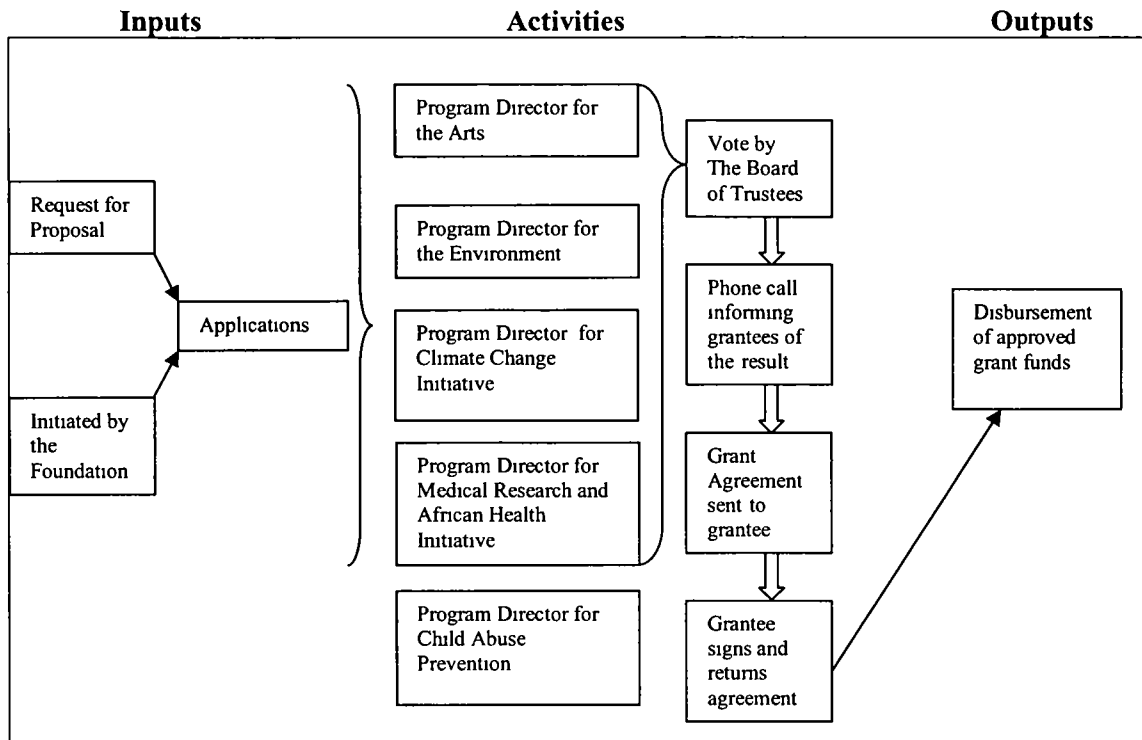 Inputs
Activities
Outputs
Request for
Proposal
Initiated by
the
Foundation
Applications
Program Director for
the Arts
Program Director for
the Environment
Program Director for
Climate Change
Initiative
Program Director for
Medical Research and
African Health
Initiative
Program Director for
Child Abuse
Prevention
Vote by
The Board
of Trustees
Phone call
informing
grantees of
the result
Grant
Agreement
sent to
grantee
Grantee
signs and
returns
agreement
Disbursement
of approved
grant funds